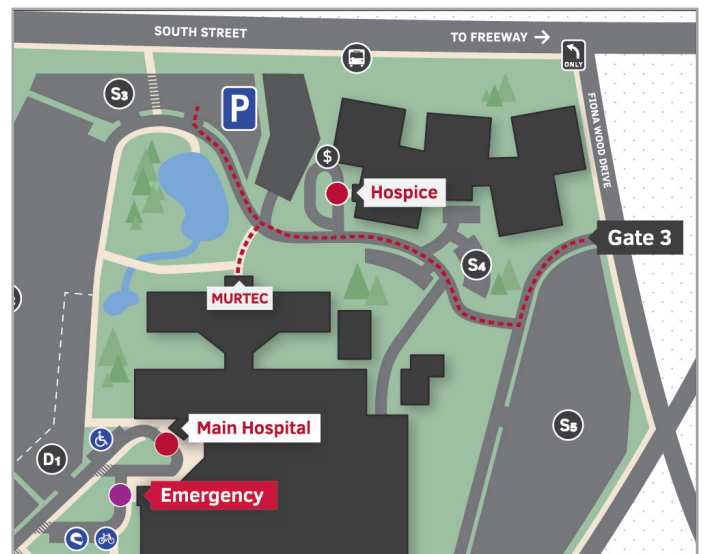 SOUTH STREET
TO FREEWAY →
ONLY
S3
P
FIONA WOOD DRIVE
$
Hospice
Gate 3
S4
MURTEC
Main Hospital
S5
D1
Emergency